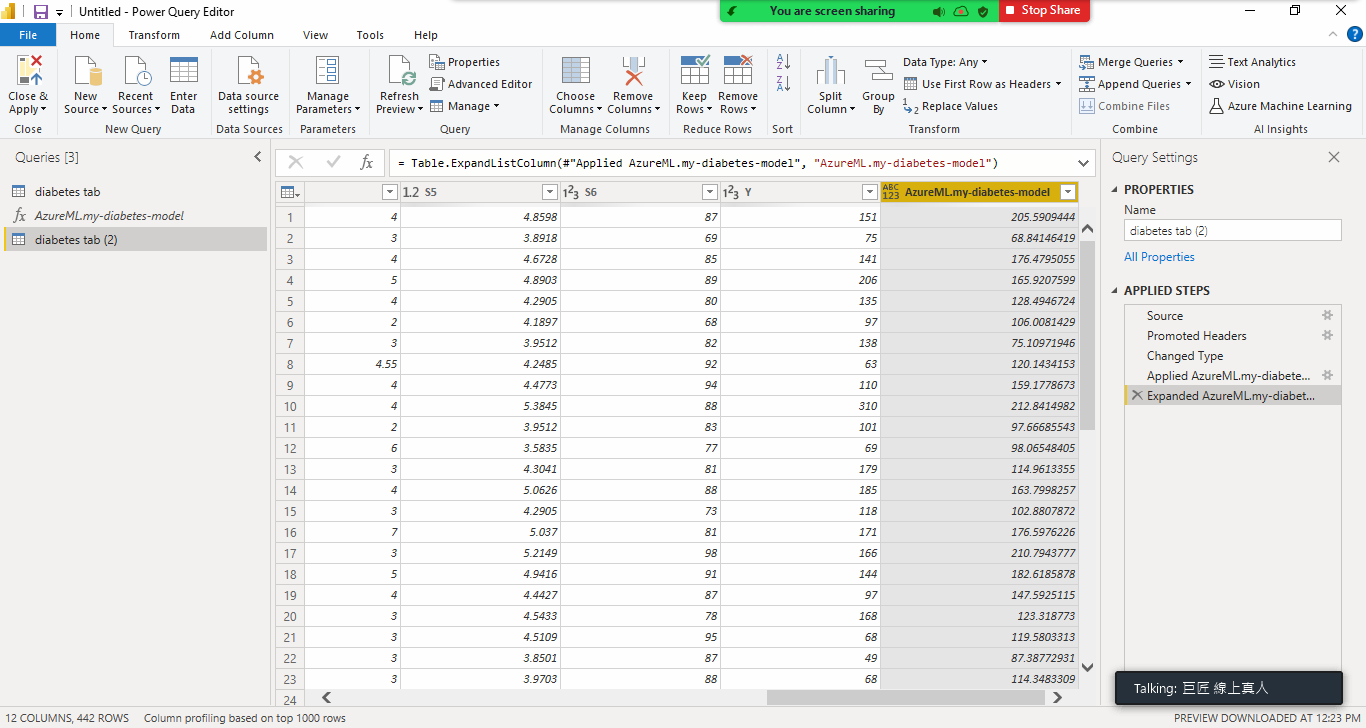 Untitled - Power Query Editor
You are screen sharing
Stop Share
File Home Transform Add Column View Tools Help
Close & Apply
New Source
Recent Sources
Enter Data
Data source settings
Manage Parameters
Refresh Preview
Properties
Advanced Editor
Manage
Choose Columns
Remove Columns
Keep Rows
Remove Rows
Split Column
Group By
Data Type: Any
Use First Row as Headers
Replace Values
Merge Queries
Append Queries
Combine Files
Text Analytics
Vision
Azure Machine Learning
Close New Query Data Sources Parameters Query Manage Columns Reduce Rows Sort Transform Combine AI Insights
Queries [3]
diabetes tab
AzureML.my-diabetes-model
diabetes tab (2)
= Table.ExpandListColumn(#"Applied AzureML.my-diabetes-model", "AzureML.my-diabetes-model")
1.2 S5 123 S6 123 Y ABC 123 AzureML.my-diabetes-model
1 4 4.8598 87 151 205.5909444
2 3 3.8918 69 75 68.84146419
3 4 4.6728 85 141 176.4795055
4 5 4.8903 89 206 165.9207599
5 4 4.2905 80 135 128.4946724
6 2 4.1897 68 97 106.0081429
7 3 3.9512 82 138 75.10971946
8 4.55 4.2485 92 63 120.1434153
9 4 4.4773 94 110 159.1778673
10 4 5.3845 88 310 212.8414982
11 2 3.9512 83 101 97.66685543
12 6 3.5835 77 69 98.06548405
13 3 4.3041 81 179 114.9613355
14 4 5.0626 88 185 163.7998257
15 3 4.2905 73 118 102.8807872
16 7 5.037 81 171 176.5976226
17 3 5.2149 98 166 210.7943777
18 5 4.9416 91 144 182.6185878
19 4 4.4427 87 97 147.5925115
20 3 4.5433 78 168 123.318773
21 3 4.5109 95 68 119.5803313
22 3 3.8501 87 49 87.38772931
23 3 3.9703 88 68 114.3483309
24
Query Settings
PROPERTIES
Name
diabetes tab (2)
All Properties
APPLIED STEPS
Source
Promoted Headers
Changed Type
Applied AzureML.my-diabete...
Expanded AzureML.my-diabet...
Talking: 巨匠 線上真人
12 COLUMNS, 442 ROWS Column profiling based on top 1000 rows
PREVIEW DOWNLOADED AT 12:23 PM